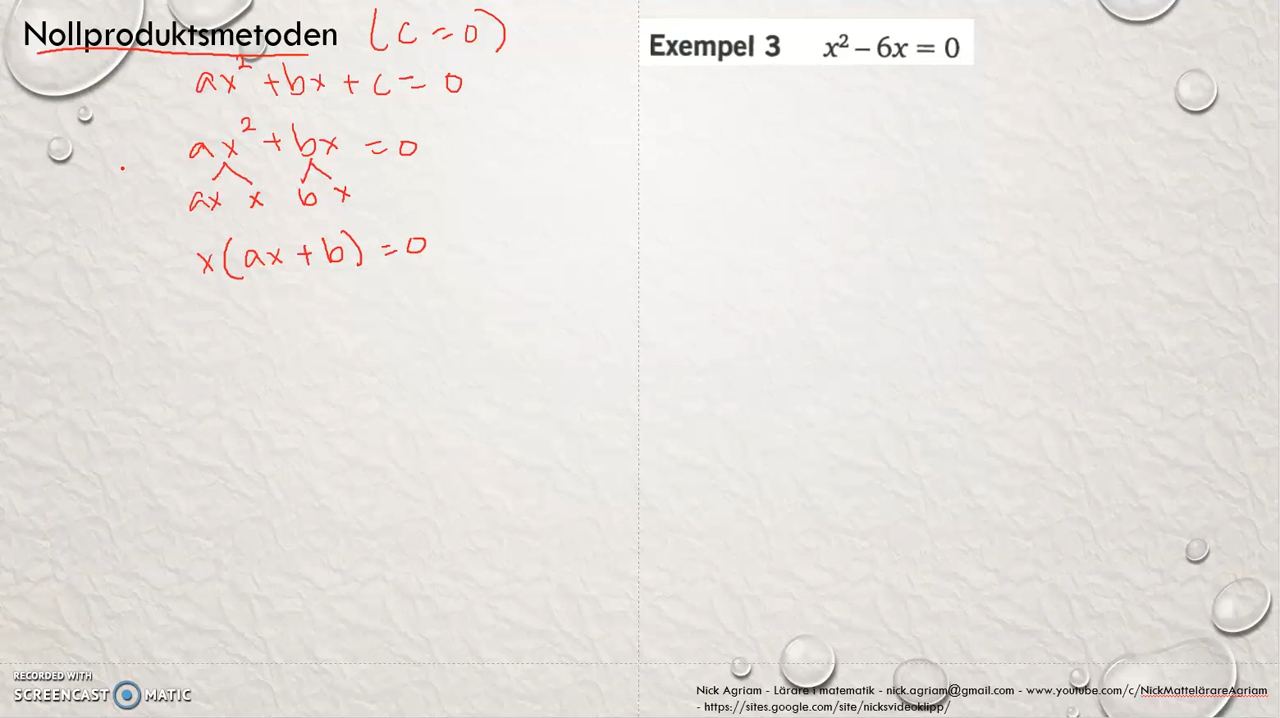 Nollproduktsmetoden (c = 0)
ax² + bx + c = 0
ax² + bx = 0
ax x b x
x(ax + b) = 0
Exempel 3 x² – 6x = 0
RECORDED WITH
SCREENCAST MATIC
Nick Agriam - Lärare i matematik - nick.agriam@gmail.com - www.youtube.com/c/NickMattelärareAgriam
- https://sites.google.com/site/nicksvideoklipp/